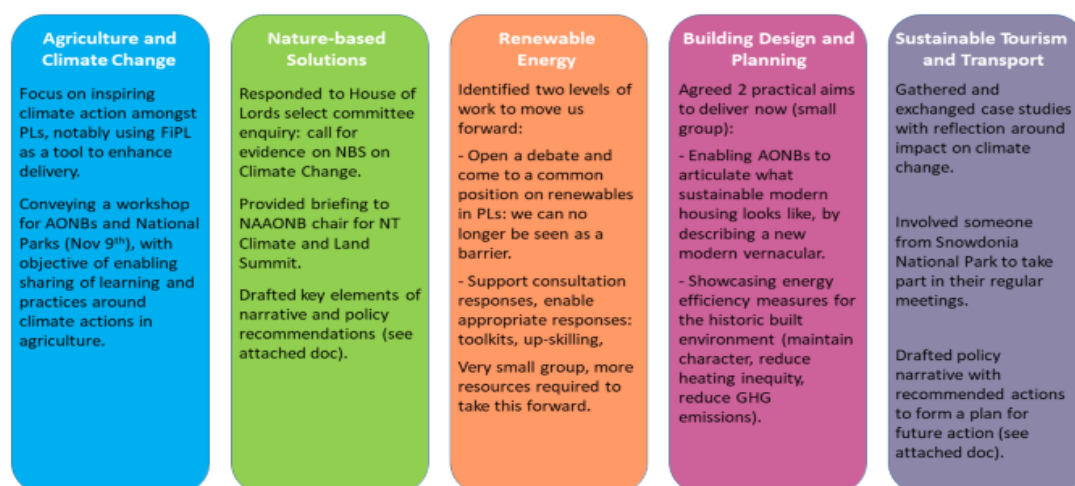 Agriculture and
Climate Change
Focus on inspiring
climate action amongst
PLs, notably using FiPL
as a tool to enhance
delivery.
Conveying a workshop
for AONBs and National
Parks (Nov 9th), with
objective of enabling
sharing of learning and
practices around
climate actions in
agriculture.
Nature-based
Solutions
Responded to House of
Lords select committee
enquiry: call for
evidence on NBS on
Climate Change.
Provided briefing to
NAAONB chair for NT
Climate and Land
Summit.
Drafted key elements of
narrative and policy
recommendations (see
attached doc).
Renewable
Energy
Identified two levels of
work to move us
forward:
- Open a debate and
come to a common
position on renewables
in PLs: we can no
longer be seen as a
barrier.
- Support consultation
responses, enable
appropriate responses:
toolkits, up-skilling,
Very small group, more
resources required to
take this forward.
Building Design and
Planning
Agreed 2 practical aims
to deliver now (small
group):
- Enabling AONBs to
articulate what
sustainable modern
housing looks like, by
describing a new
modern vernacular.
- Showcasing energy
efficiency measures for
the historic built
environment (maintain
character, reduce
heating inequity,
reduce GHG
emissions).
Sustainable Tourism
and Transport
Gathered and
exchanged case studies
with reflection around
impact on climate
change.
Involved someone
from Snowdonia
National Park to take
part in their regular
meetings.
Drafted policy
narrative with
recommended actions
to form a plan for
future action (see
attached doc).